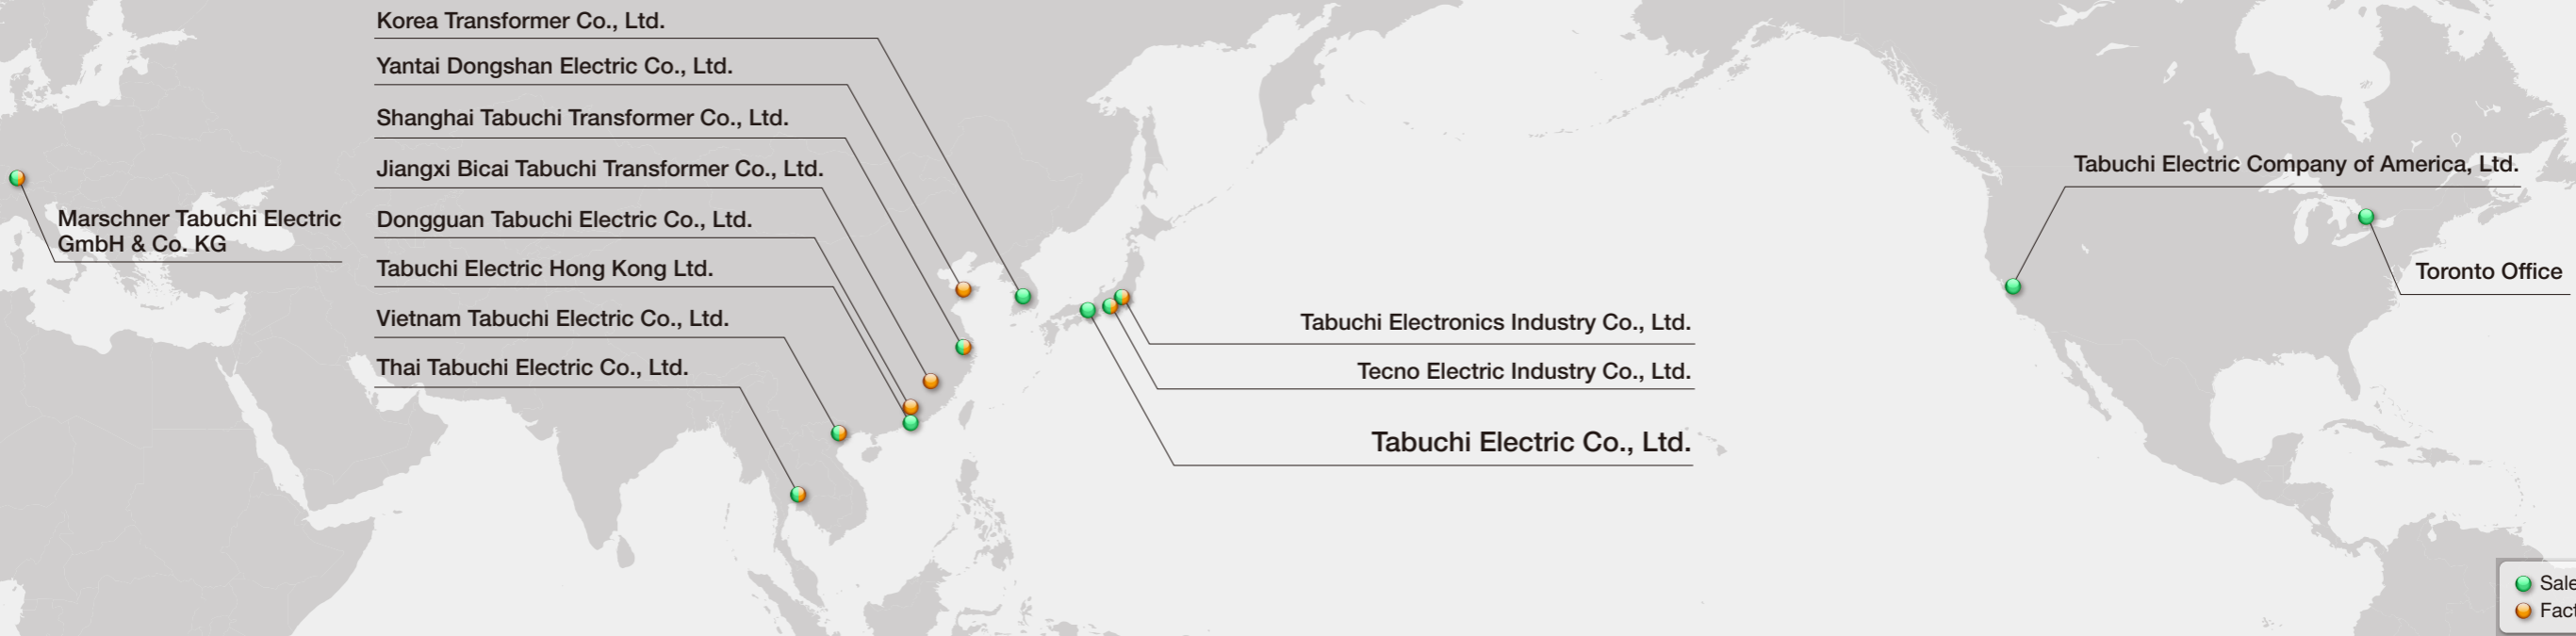 Korea Transformer Co., Ltd.
Yantai Dongshan Electric Co., Ltd.
Shanghai Tabuchi Transformer Co., Ltd.
Jiangxi Bicai Tabuchi Transformer Co., Ltd.
Dongguan Tabuchi Electric Co., Ltd.
Tabuchi Electric Hong Kong Ltd.
Vietnam Tabuchi Electric Co., Ltd.
Thai Tabuchi Electric Co., Ltd.
Marschner Tabuchi Electric
GmbH & Co. KG
Tabuchi Electronics Industry Co., Ltd.
Tecno Electric Industry Co., Ltd.
Tabuchi Electric Co., Ltd.
Tabuchi Electric Company of America, Ltd.
Toronto Office
Sale
Fact